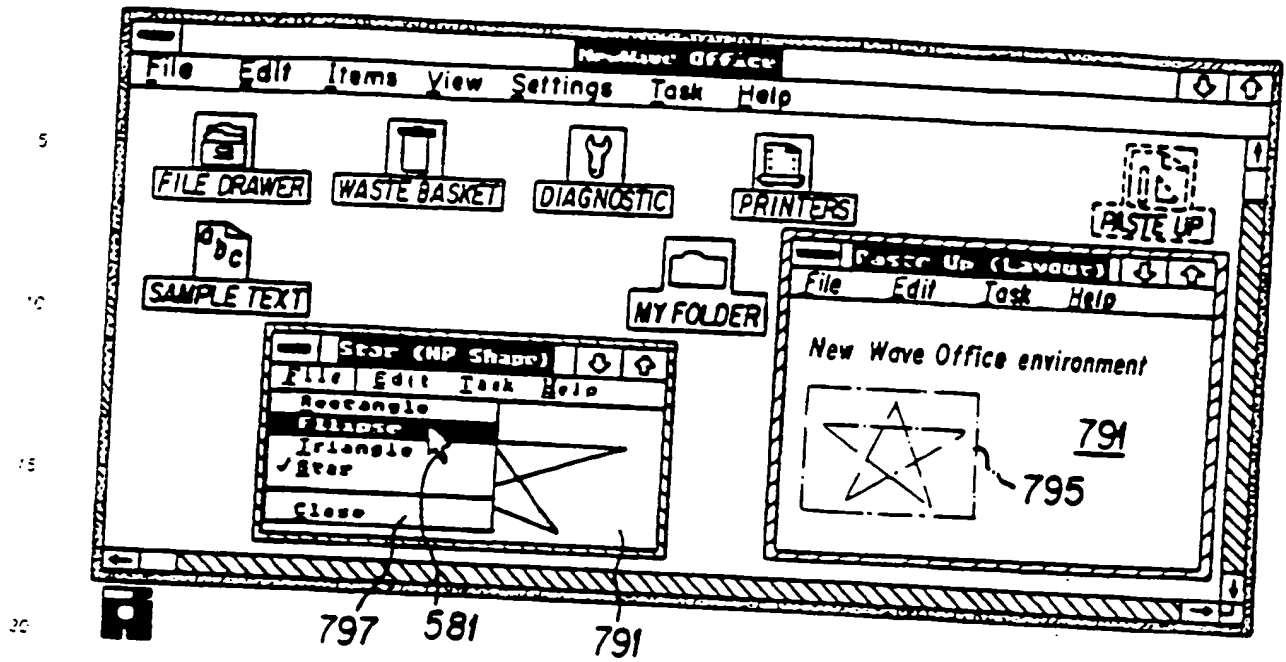 NewWave Office
File Edit Items View Settings Task Help
5
FILE DRAWER WASTE BASKET DIAGNOSTIC PRINTERS PASTE UP
abc
SAMPLE TEXT MY FOLDER
10
Paste Up (Layout)
File Edit Task Help
New Wave Office environment
791
795
Star (HP Shape)
File Edit Task Help
Rectangle
Ellipse
Triangle
✓ Star
Close
15
20
797 581 791